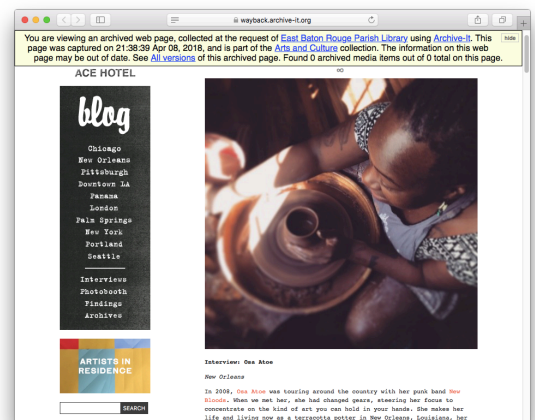 wayback.archive-it.org
You are viewing an archived web page, collected at the request of East Baton Rouge Parish Library using Archive-It. This
page was captured on 21:38:39 Apr 08, 2018, and is part of the Arts and Culture collection. The information on this web
page may be out of date. See All versions of this archived page. Found 0 archived media items out of 0 total on this page.
hide
ACE HOTEL
blog
Chicago
New Orleans
Pittsburgh
Downtown LA
Panama
London
Palm Springs
New York
Portland
Seattle
Interviews
Photobooth
Findings
Archives
ARTISTS IN
RESIDENCE
SEARCH
Interview: Osa Atoe
New Orleans
In 2008, Osa Atoe was touring around the country with her punk band New
Bloods. When we met her, she had changed gears, steering her focus to
concentrate on the kind of art you can hold in your hands. She makes her
life and living now as a terracotta potter in New Orleans, Louisiana, her